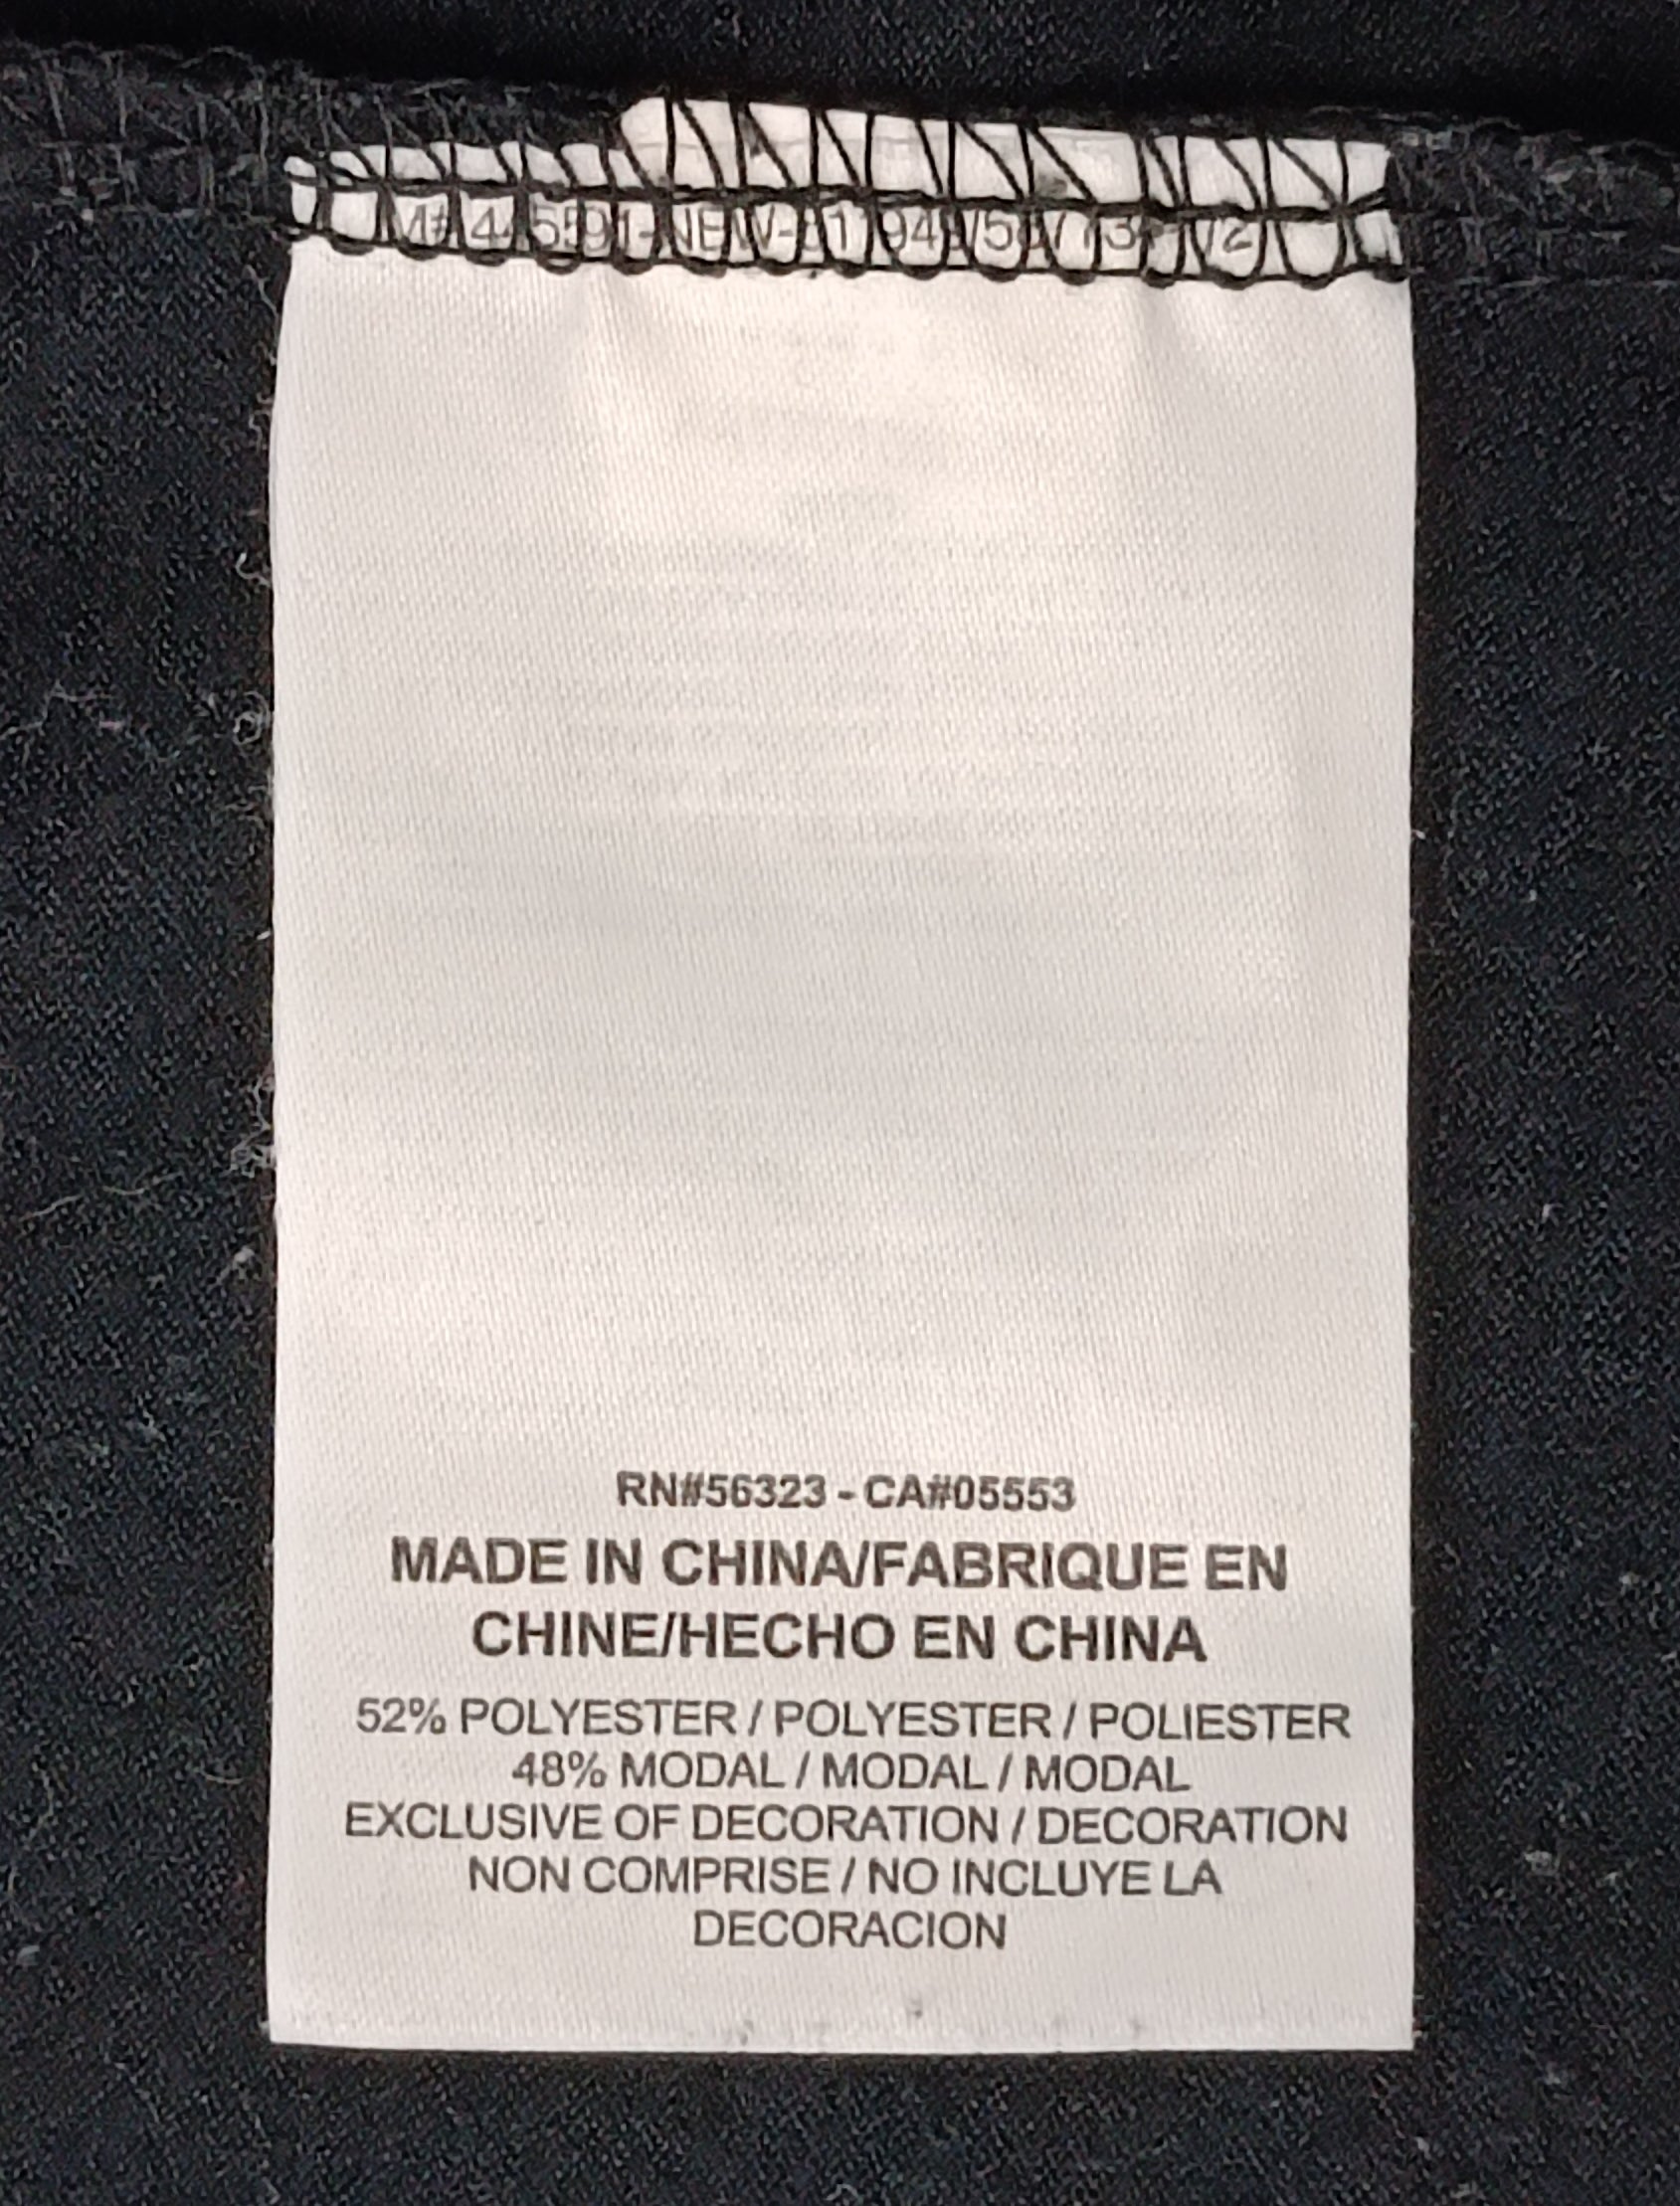 RN#56323 - CA#05553
MADE IN CHINA/FABRIQUE EN
CHINE/HECHO EN CHINA
52% POLYESTER / POLYESTER / POLIESTER
48% MODAL / MODAL / MODAL
EXCLUSIVE OF DECORATION / DECORATION
NON COMPRISE / NO INCLUYE LA
DECORACION